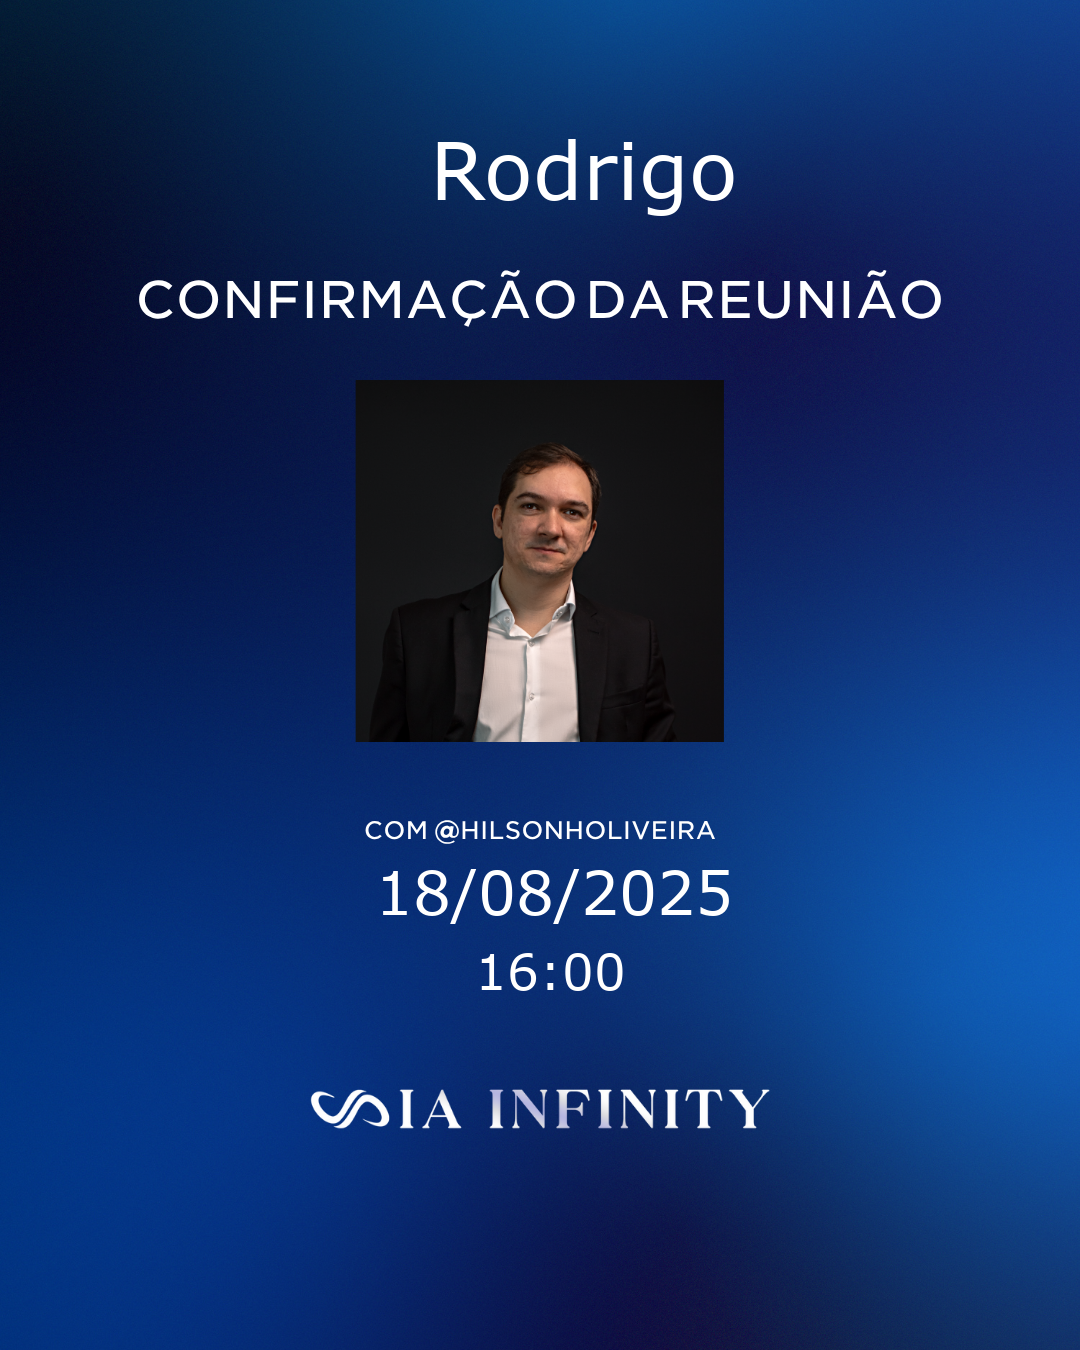 Rodrigo
CONFIRMAÇÃO DA REUNIÃO
COM @HILSONHOLIVEIRA
18/08/2025
16:00
IA INFINITY